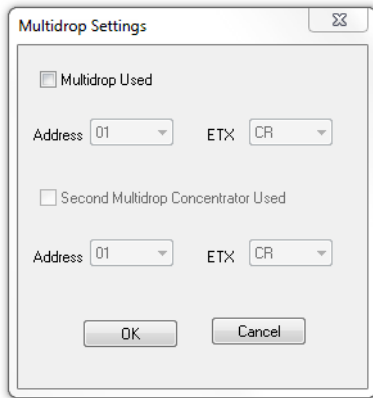 Multidrop Settings
Multidrop Used
Address 01 ETX CR
Second Multidrop Concentrator Used
Address 01 ETX CR
OK Cancel